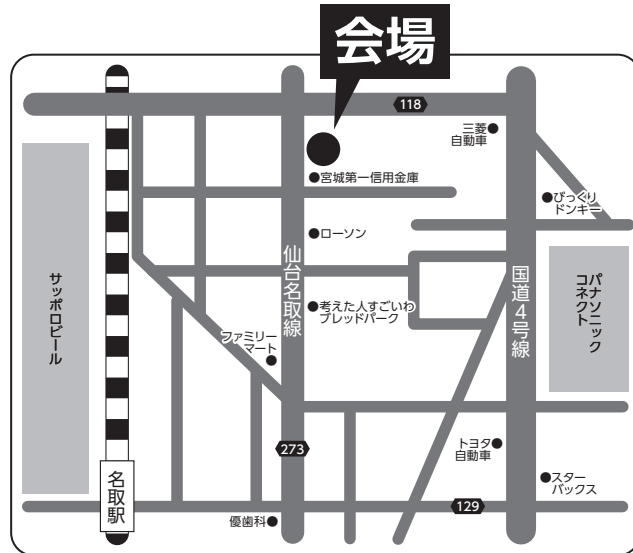 会場
118
三菱
自動車
宮城第一信用金庫
びっくり
ドンキー
ローソン
仙台名取線
国道4号線
サッポロビール
パナソニック
コネクト
考えた人すごいわ
ブレッドパーク
ファミリー
マート
273
トヨタ
自動車
名取駅
スター
バックス
129
優歯科